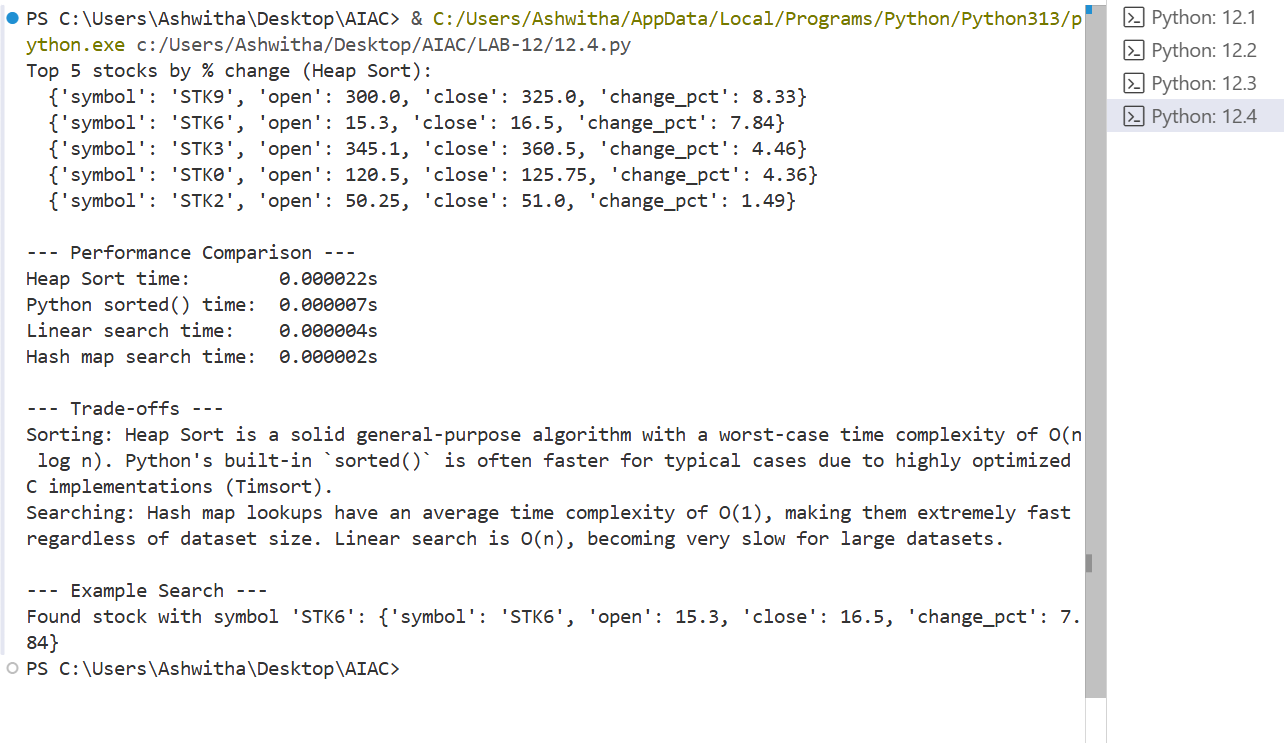 PS C:\Users\Ashwitha\Desktop\AIAC> & C:/Users/Ashwitha/AppData/Local/Programs/Python/Python313/p
ython.exe c:/Users/Ashwitha/Desktop/AIAC/LAB-12/12.4.py
Top 5 stocks by % change (Heap Sort):
  {'symbol': 'STK9', 'open': 300.0, 'close': 325.0, 'change_pct': 8.33}
  {'symbol': 'STK6', 'open': 15.3, 'close': 16.5, 'change_pct': 7.84}
  {'symbol': 'STK3', 'open': 345.1, 'close': 360.5, 'change_pct': 4.46}
  {'symbol': 'STK0', 'open': 120.5, 'close': 125.75, 'change_pct': 4.36}
  {'symbol': 'STK2', 'open': 50.25, 'close': 51.0, 'change_pct': 1.49}

--- Performance Comparison ---
Heap Sort time:        0.000022s
Python sorted() time:  0.000007s
Linear search time:    0.000004s
Hash map search time:  0.000002s

--- Trade-offs ---
Sorting: Heap Sort is a solid general-purpose algorithm with a worst-case time complexity of O(n
 log n). Python's built-in `sorted()` is often faster for typical cases due to highly optimized
C implementations (Timsort).
Searching: Hash map lookups have an average time complexity of O(1), making them extremely fast
regardless of dataset size. Linear search is O(n), becoming very slow for large datasets.

--- Example Search ---
Found stock with symbol 'STK6': {'symbol': 'STK6', 'open': 15.3, 'close': 16.5, 'change_pct': 7.
84}
PS C:\Users\Ashwitha\Desktop\AIAC>
Python: 12.1
Python: 12.2
Python: 12.3
Python: 12.4